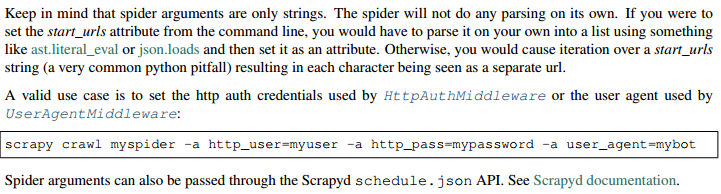 Keep in mind that spider arguments are only strings. The spider will not do any parsing on its own. If you were to
set the start_urls attribute from the command line, you would have to parse it on your own into a list using something
like ast.literal_eval or json.loads and then set it as an attribute. Otherwise, you would cause iteration over a start_urls
string (a very common python pitfall) resulting in each character being seen as a separate url.
A valid use case is to set the http auth credentials used by HttpAuthMiddleware or the user agent used by
UserAgentMiddleware:
scrapy crawl myspider -a http_user=myuser -a http_pass=mypassword -a user_agent=mybot
Spider arguments can also be passed through the Scrapyd schedule.json API. See Scrapyd documentation.